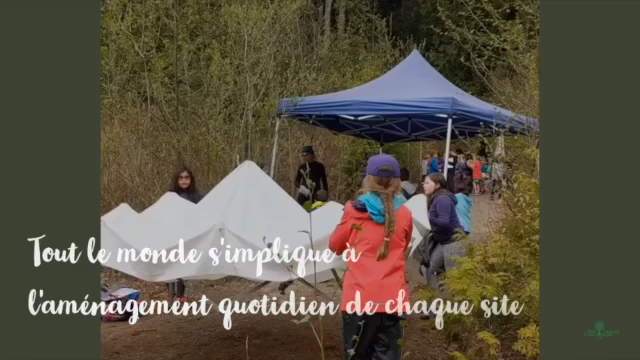 Tout le monde s'implique à
l'aménagement quotidien de chaque site